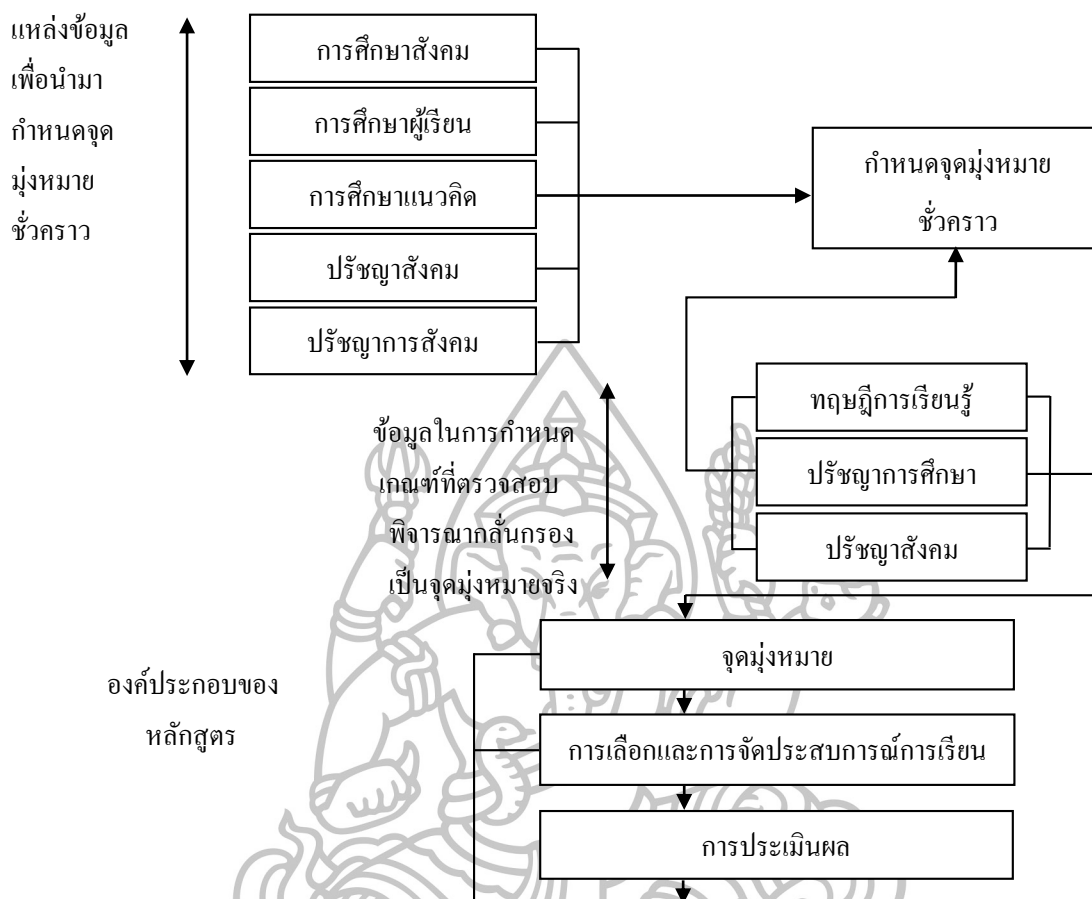 แหล่งข้อมูล
เพื่อนำมา
กำหนดจุด
มุ่งหมาย
ชั่วคราว
การศึกษาสังคม
การศึกษาผู้เรียน
การศึกษาแนวคิด
ปรัชญาสังคม
ปรัชญาการสังคม
กำหนดจุดมุ่งหมาย
ชั่วคราว
ข้อมูลในการกำหนด
เกณฑ์ที่ตรวจสอบ
พิจารณากลั่นกรอง
เป็นจุดมุ่งหมายจริง
ทฤษฎีการเรียนรู้
ปรัชญาการศึกษา
ปรัชญาสังคม
องค์ประกอบของ
หลักสูตร
จุดมุ่งหมาย
การเลือกและการจัดประสบการณ์การเรียน
การประเมินผล